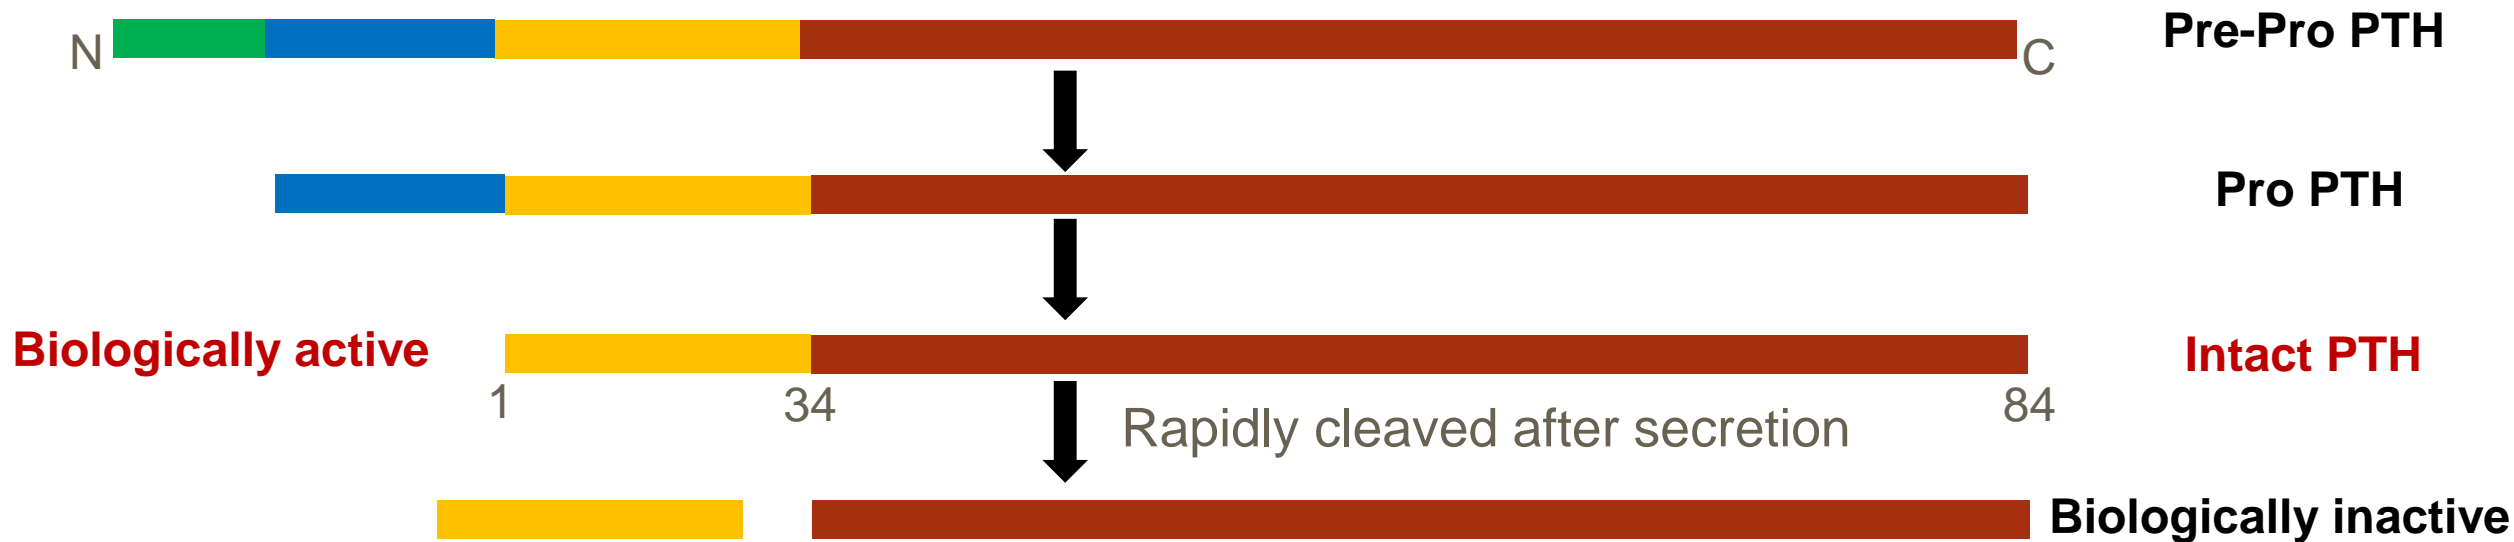 N
C
Pre-Pro PTH
Pro PTH
Biologically active
Intact PTH
1
34
84
Rapidly cleaved after secretion
Biologically inactive